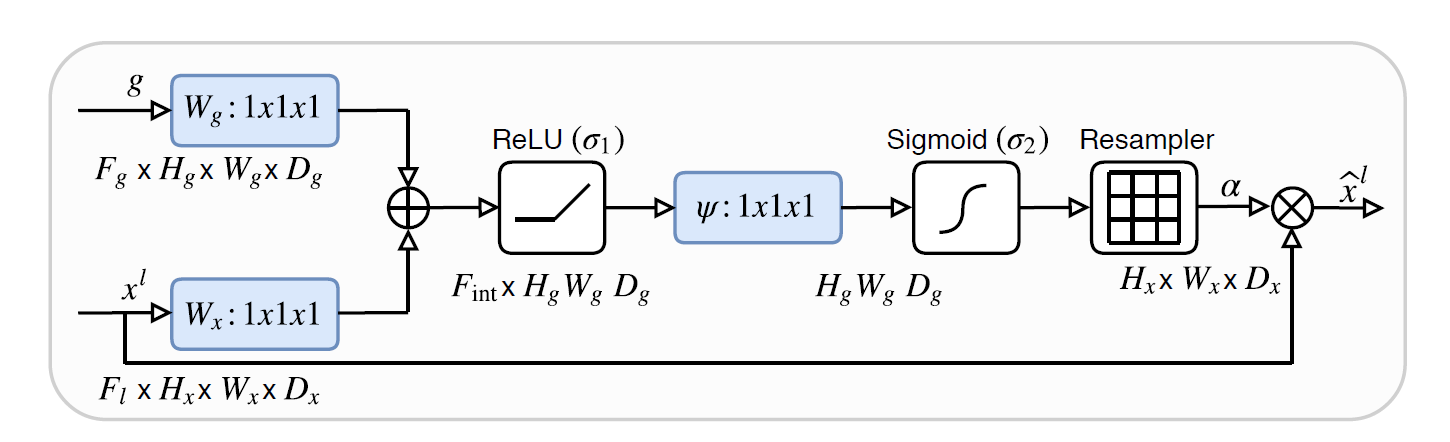 g
W_g : 1x1x1
F_g x H_g x W_g x D_g
x^l
W_x : 1x1x1
F_l x H_x x W_x x D_x
ReLU (σ_1)
F_int x H_g W_g D_g
ψ : 1x1x1
H_g W_g D_g
Sigmoid (σ_2)
Resampler
α
H_x x W_x x D_x
x̂^l